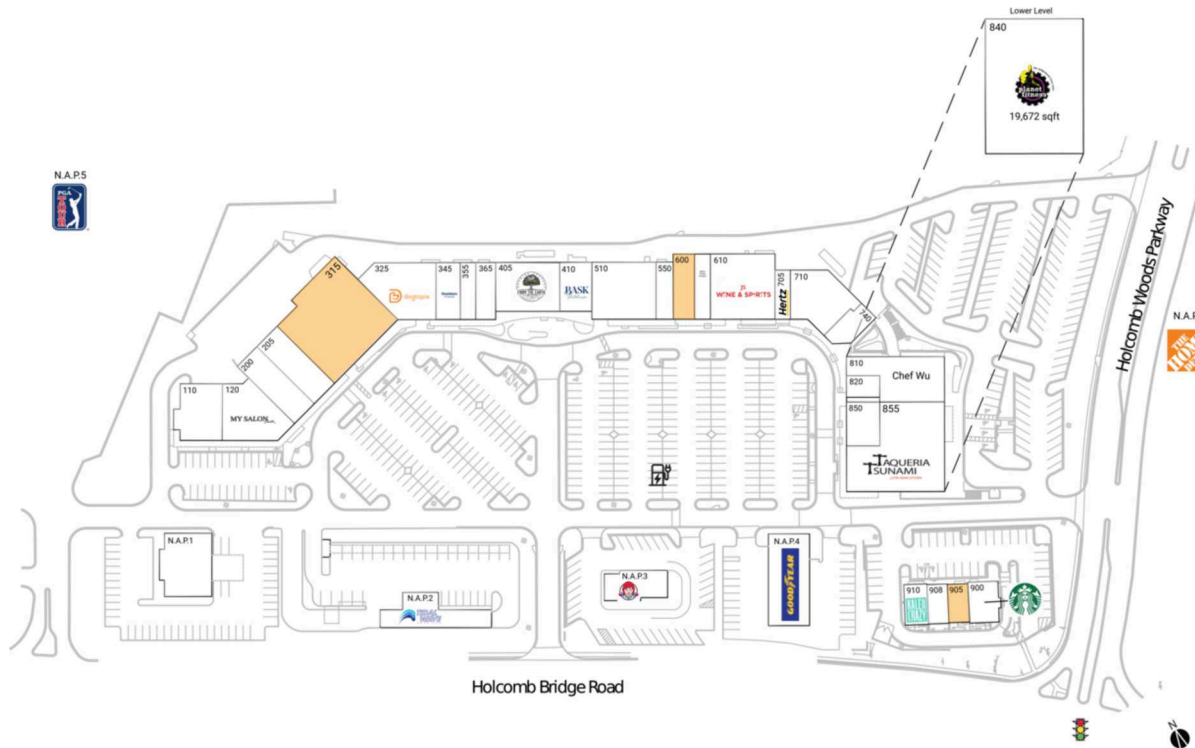 Lower Level
840
planet fitness
19,672 sqft
N.A.P.5
PGA TOUR
Holcomb Woods Parkway
315
325
dogtopia
345
355
365
405
410
BASK
510
550
600
610
JS
WINE & SPIRITS
705
Hertz
710
740
205
200
110
120
MY SALON
810
Chef Wu
820
850
855
TAQUERIA
TSUNAMI
N.A.P.1
N.A.P.2
N.A.P.3
N.A.P.4
GOODYEAR
910
908
905
900
THE HOME
Holcomb Bridge Road
N